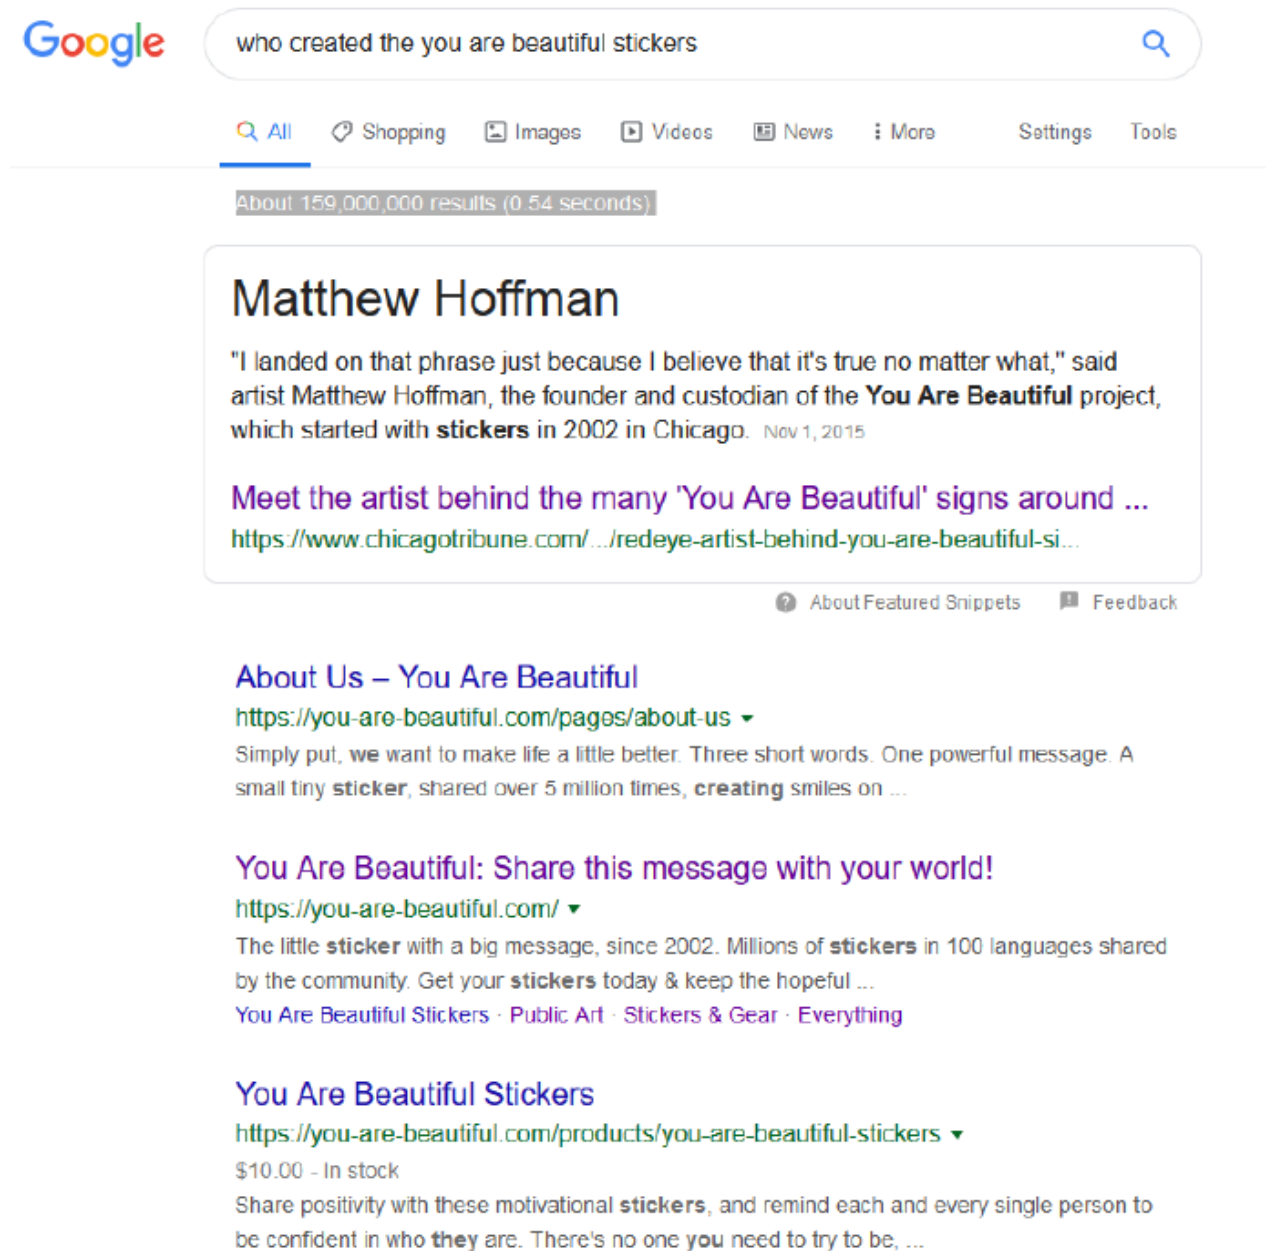 Google
who created the you are beautiful stickers
All Shopping Images Videos News More Settings Tools
About 159,000,000 results (0.54 seconds)
Matthew Hoffman
"I landed on that phrase just because I believe that it's true no matter what," said
artist Matthew Hoffman, the founder and custodian of the You Are Beautiful project,
which started with stickers in 2002 in Chicago. Nov 1, 2015
Meet the artist behind the many 'You Are Beautiful' signs around ...
https://www.chicagotribune.com/.../redeye-artist-behind-you-are-beautiful-si...
About Featured Snippets Feedback
About Us – You Are Beautiful
https://you-are-beautiful.com/pages/about-us
Simply put, we want to make life a little better. Three short words. One powerful message. A
small tiny sticker, shared over 5 million times, creating smiles on ...
You Are Beautiful: Share this message with your world!
https://you-are-beautiful.com/
The little sticker with a big message, since 2002. Millions of stickers in 100 languages shared
by the community. Get your stickers today & keep the hopeful ...
You Are Beautiful Stickers · Public Art · Stickers & Gear · Everything
You Are Beautiful Stickers
https://you-are-beautiful.com/products/you-are-beautiful-stickers
$10.00 - In stock
Share positivity with these motivational stickers, and remind each and every single person to
be confident in who they are. There's no one you need to try to be, ...